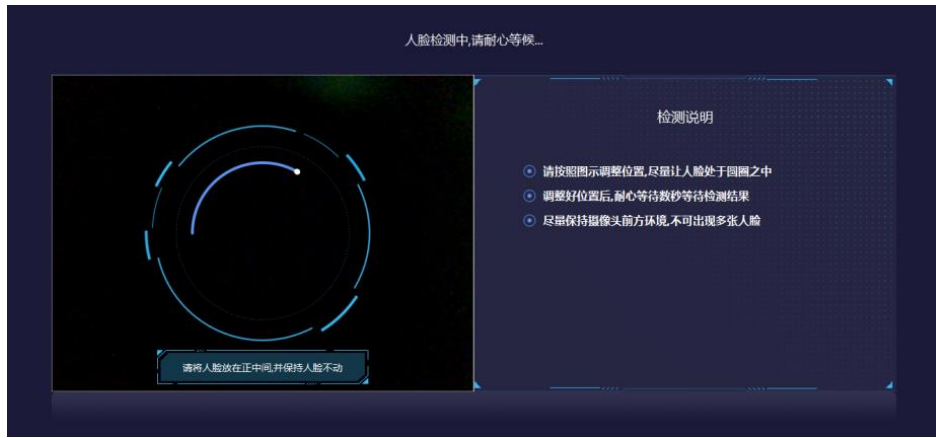 人脸检测中,请耐心等候...
检测说明
请按照图示调整位置,尽量让人脸处于圆圈之中
调整好位置后,耐心等待数秒等待检测结果
尽量保持摄像头前方环境,不可出现多张人脸
请将人脸放在正中间,并保持人脸不动